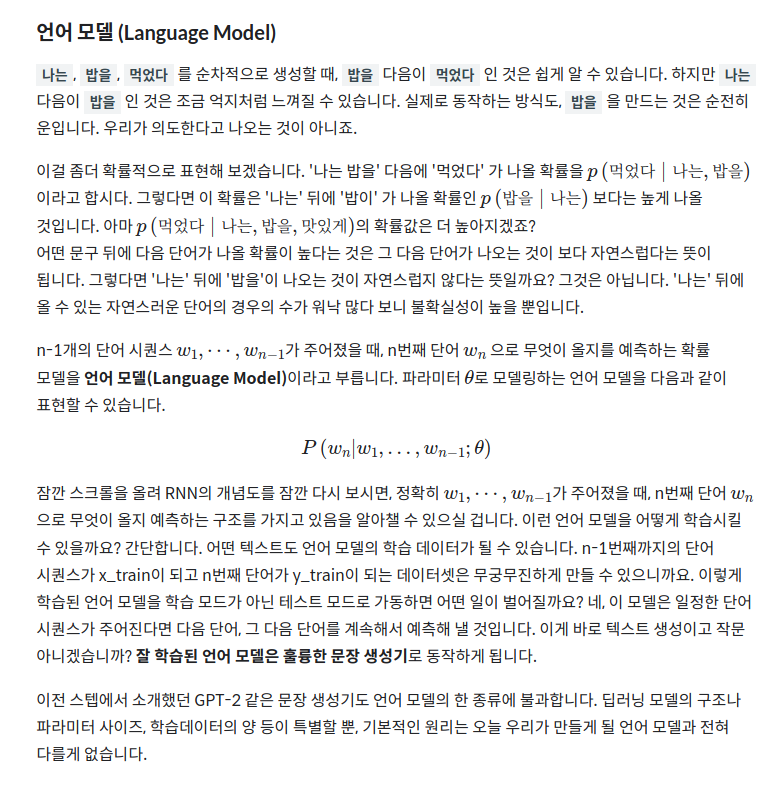 언어 모델 (Language Model)
나는 , 밥을 , 먹었다 를 순차적으로 생성할 때, 밥을 다음이 먹었다 인 것은 쉽게 알 수 있습니다. 하지만 나는
다음이 밥을 인 것은 조금 억지처럼 느껴질 수 있습니다. 실제로 동작하는 방식도, 밥을 을 만드는 것은 순전히
운입니다. 우리가 의도한다고 나오는 것이 아니죠.
이걸 좀더 확률적으로 표현해 보겠습니다. '나는 밥을' 다음에 '먹었다' 가 나올 확률을 p (먹었다 | 나는, 밥을)
이라고 합시다. 그렇다면 이 확률은 '나는' 뒤에 '밥이' 가 나올 확률인 p (밥을 | 나는) 보다는 높게 나올
것입니다. 아마 p (먹었다 | 나는, 밥을, 맛있게)의 확률값은 더 높아지겠죠?
어떤 문구 뒤에 다음 단어가 나올 확률이 높다는 것은 그 다음 단어가 나오는 것이 보다 자연스럽다는 뜻이
됩니다. 그렇다면 '나는' 뒤에 '밥을'이 나오는 것이 자연스럽지 않다는 뜻일까요? 그것은 아닙니다. '나는' 뒤에
올 수 있는 자연스러운 단어의 경우의 수가 워낙 많다 보니 불확실성이 높을 뿐입니다.
n-1개의 단어 시퀀스 w₁, ⋯ , wₙ₋₁가 주어졌을 때, n번째 단어 wₙ 으로 무엇이 올지를 예측하는 확률
모델을 언어 모델(Language Model)이라고 부릅니다. 파라미터 θ로 모델링하는 언어 모델을 다음과 같이
표현할 수 있습니다.
P (wₙ|w₁, … , wₙ₋₁; θ)
잠깐 스크롤을 올려 RNN의 개념도를 잠깐 다시 보시면, 정확히 w₁, ⋯ , wₙ₋₁가 주어졌을 때, n번째 단어 wₙ
으로 무엇이 올지 예측하는 구조를 가지고 있음을 알아챌 수 있으실 겁니다. 이런 언어 모델을 어떻게 학습시킬
수 있을까요? 간단합니다. 어떤 텍스트도 언어 모델의 학습 데이터가 될 수 있습니다. n-1번째까지의 단어
시퀀스가 x_train이 되고 n번째 단어가 y_train이 되는 데이터셋은 무궁무진하게 만들 수 있으니까요. 이렇게
학습된 언어 모델을 학습 모드가 아닌 테스트 모드로 가동하면 어떤 일이 벌어질까요? 네, 이 모델은 일정한 단어
시퀀스가 주어진다면 다음 단어, 그 다음 단어를 계속해서 예측해 낼 것입니다. 이게 바로 텍스트 생성이고 작문
아니겠습니까? 잘 학습된 언어 모델은 훌륭한 문장 생성기로 동작하게 됩니다.
이전 스텝에서 소개했던 GPT-2 같은 문장 생성기도 언어 모델의 한 종류에 불과합니다. 딥러닝 모델의 구조나
파라미터 사이즈, 학습데이터의 양 등이 특별할 뿐, 기본적인 원리는 오늘 우리가 만들게 될 언어 모델과 전혀
다를게 없습니다.